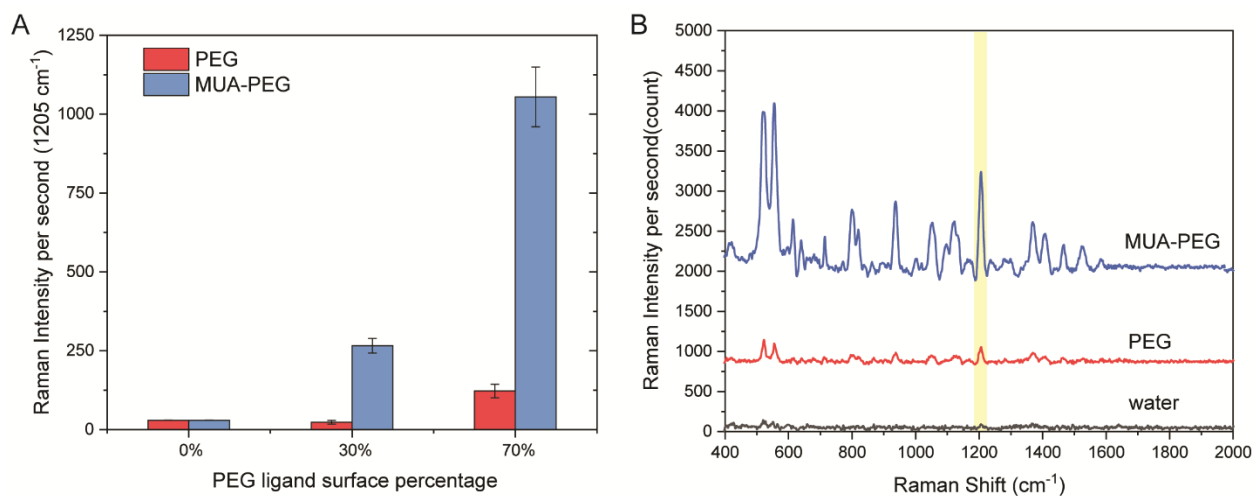 A
Raman Intensity per second (1205 cm⁻¹)
1250
1000
750
500
250
0
PEG
MUA-PEG
0%
30%
70%
PEG ligand surface percentage
B
Raman Intensity per second(count)
5000
4500
4000
3500
3000
2500
2000
1500
1000
500
0
MUA-PEG
PEG
water
400
600
800
1000
1200
1400
1600
1800
2000
Raman Shift (cm⁻¹)